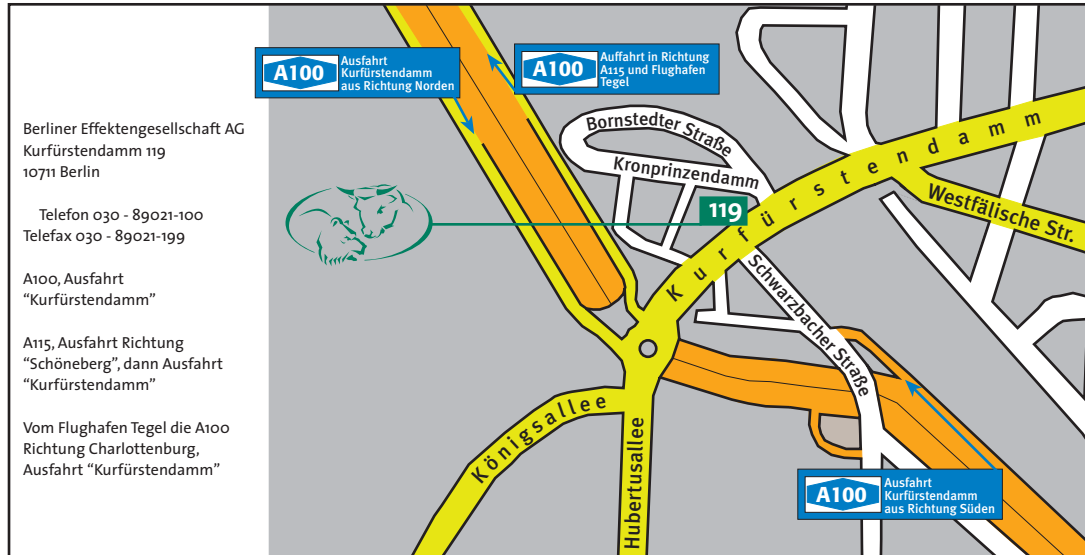 Berliner Effektengesellschaft AG
Kurfürstendamm 119
10711 Berlin
Telefon 030 - 89021-100
Telefax 030 - 89021-199
A100, Ausfahrt
“Kurfürstendamm”
A115, Ausfahrt Richtung
“Schöneberg”, dann Ausfahrt
“Kurfürstendamm”
Vom Flughafen Tegel die A100
Richtung Charlottenburg,
Ausfahrt “Kurfürstendamm”
A100
Ausfahrt
Kurfürstendamm
aus Richtung Norden
A100
Auffahrt in Richtung
A115 und Flughafen
Tegel
Bornstedter Straße
Kronprinzendamm
119
Kurfürstendamm
Westfälische Str.
Schwarzbacher Straße
Königsallee
Hubertusallee
A100
Ausfahrt
Kurfürstendamm
aus Richtung Süden